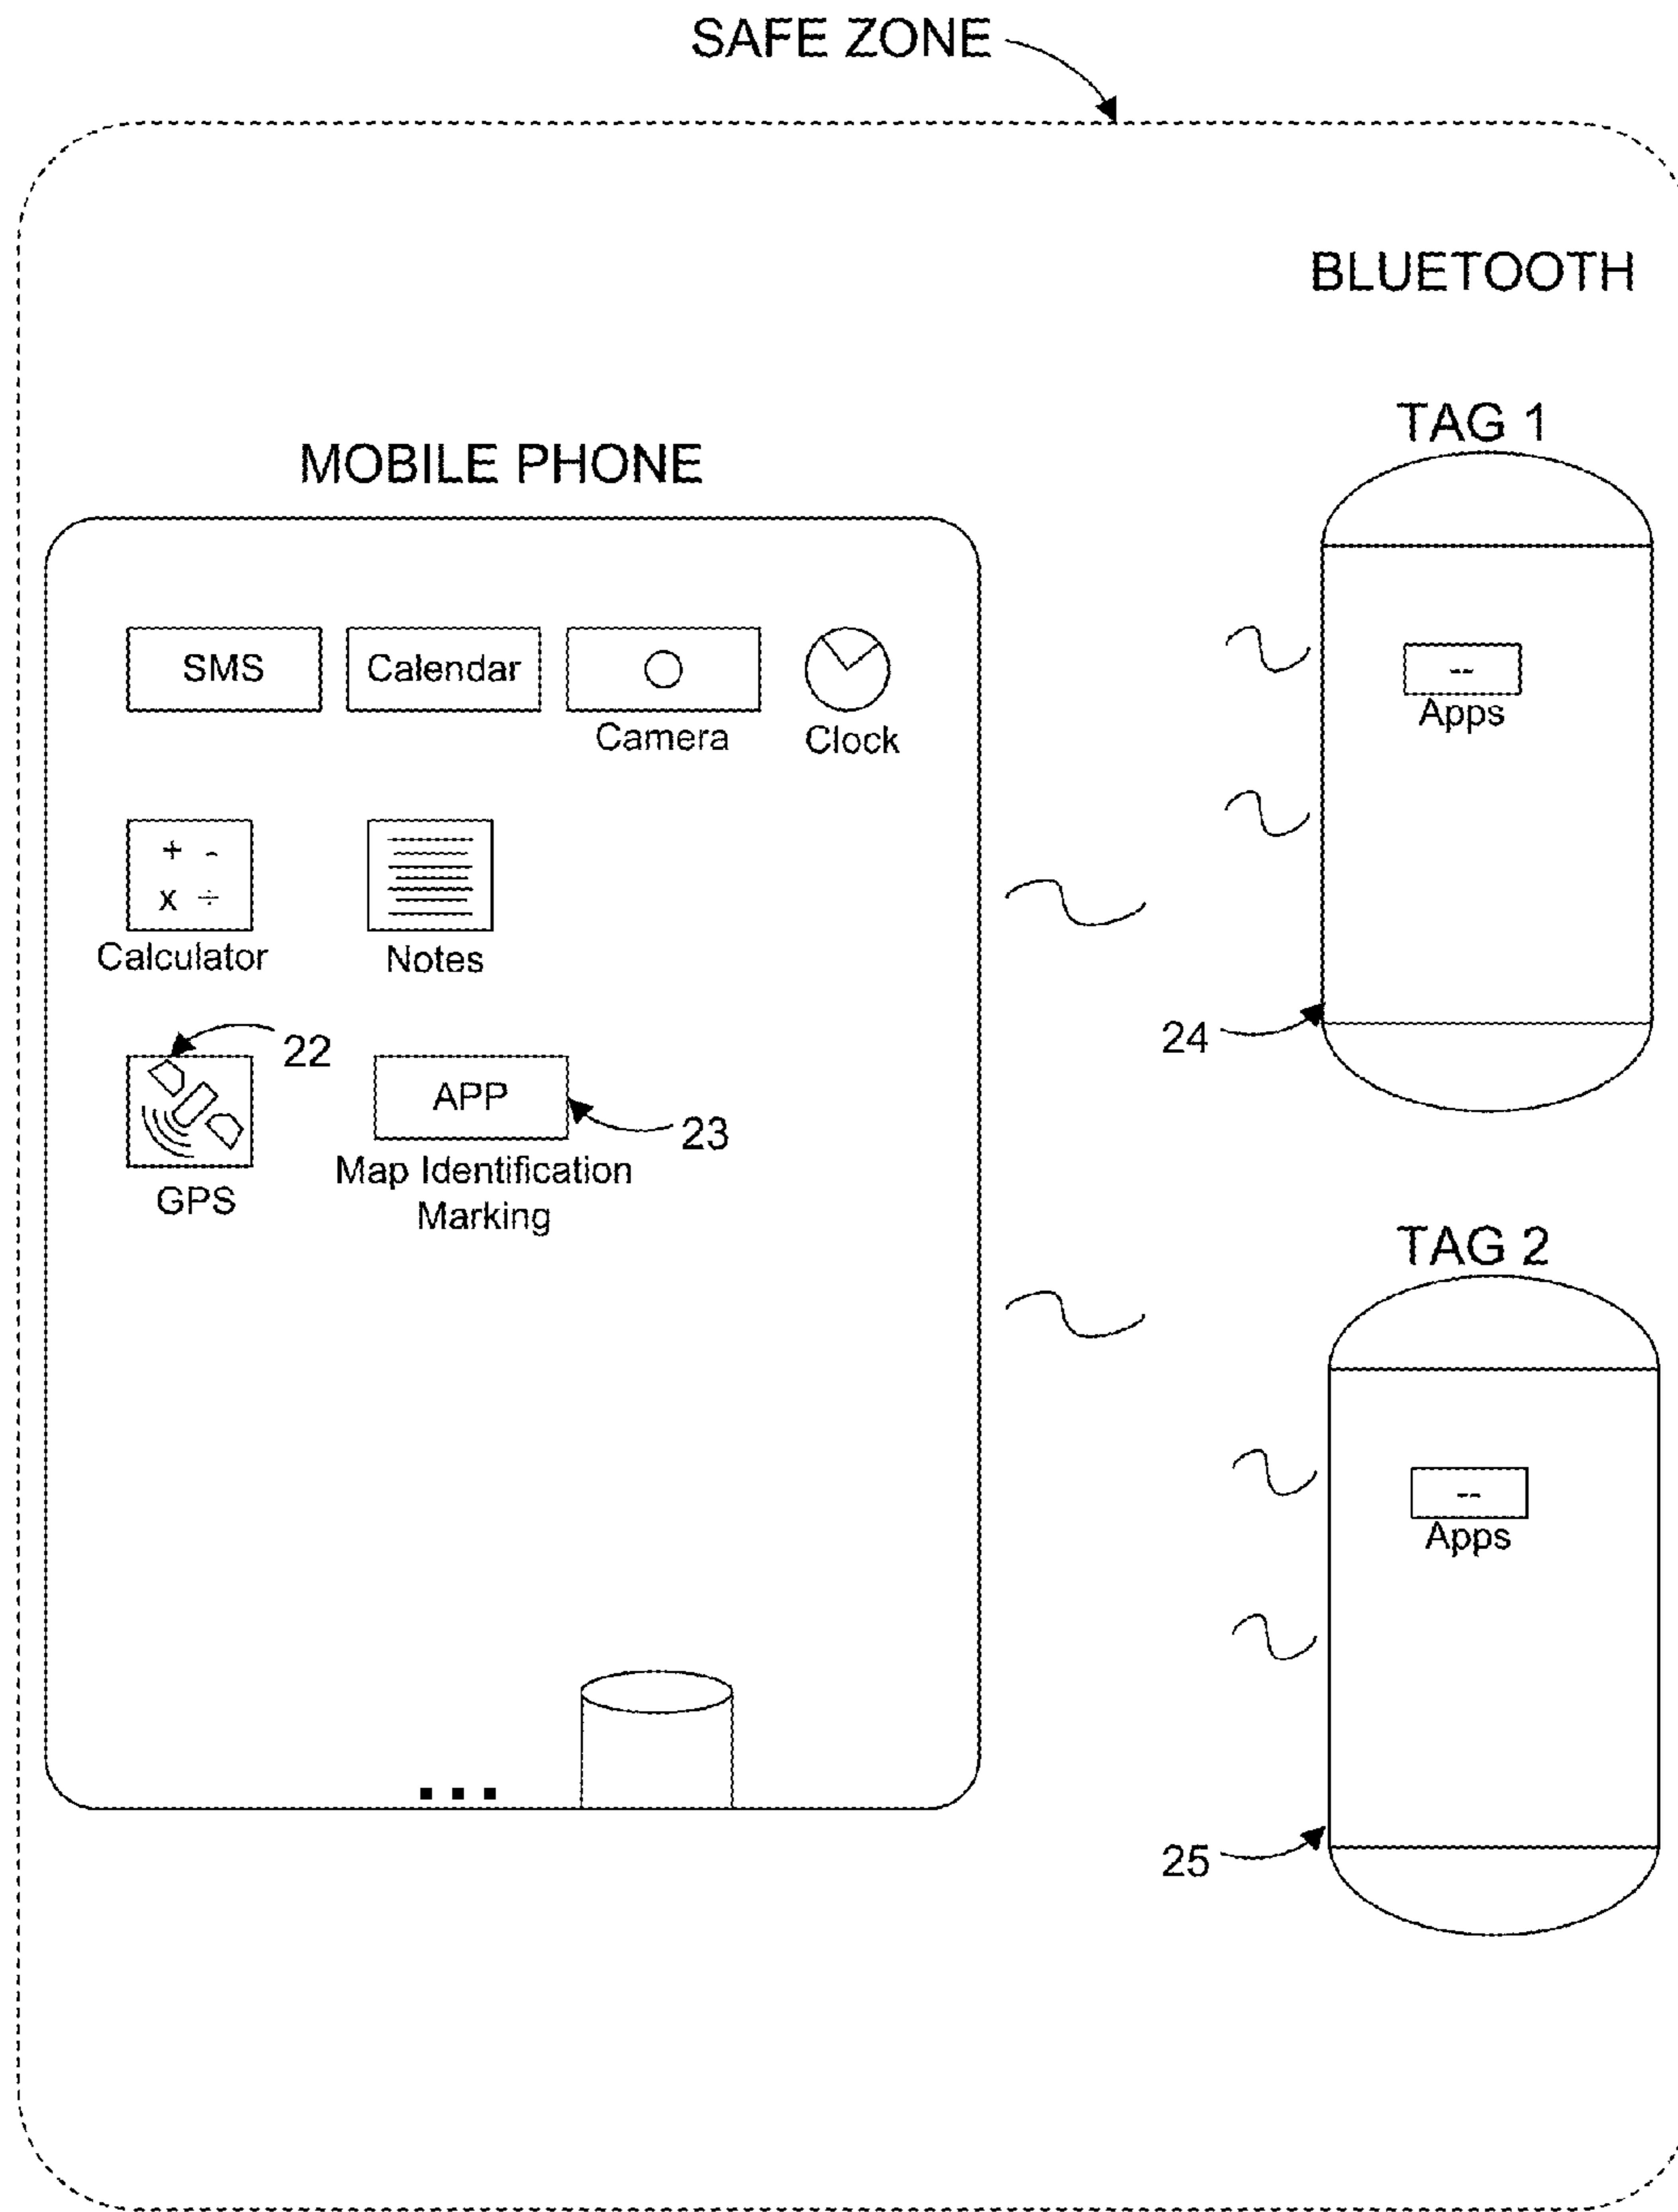 SAFE ZONE
BLUETOOTH
MOBILE PHONE
TAG 1
SMS
Calendar
Camera
Clock
--
Apps
+ -
x ÷
Calculator
Notes
22
24
APP
23
GPS
Map Identification
Marking
TAG 2
--
Apps
...
25